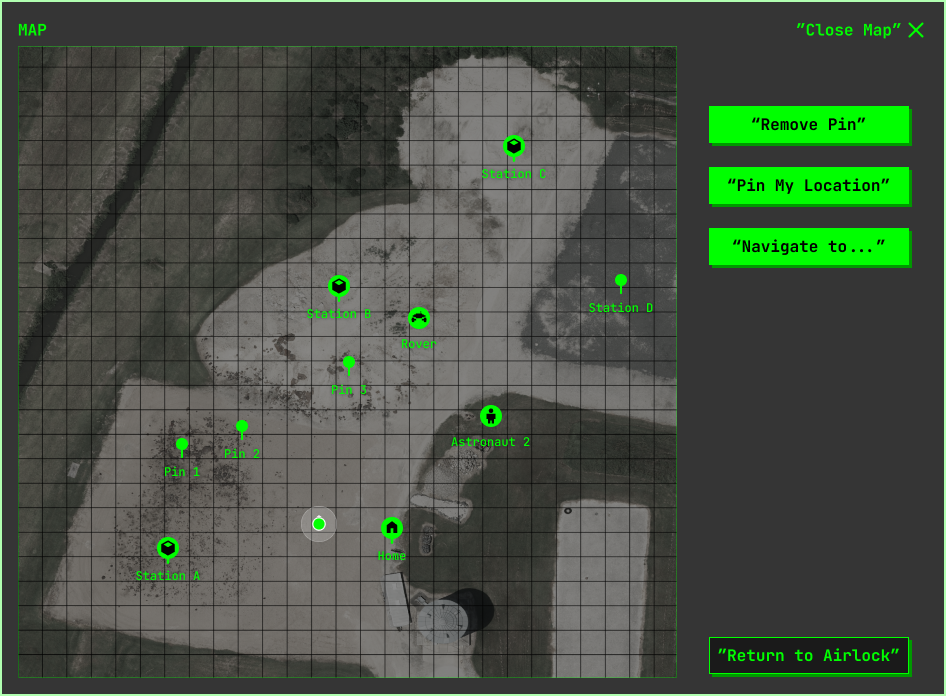 MAP
”Close Map”
“Remove Pin”
“Pin My Location”
“Navigate to...”
Station C
Station D
Station B
Rover
Pin 3
Astronaut 2
Pin 2
Pin 1
Home
Station A
”Return to Airlock”